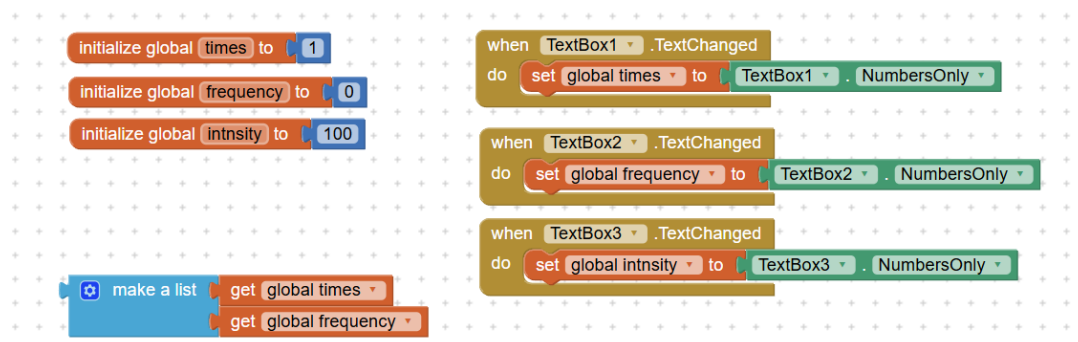 initialize global times to 1
initialize global frequency to 0
initialize global intnsity to 100
make a list get global times
get global frequency
when TextBox1 .TextChanged
do set global times to TextBox1 . NumbersOnly
when TextBox2 .TextChanged
do set global frequency to TextBox2 . NumbersOnly
when TextBox3 .TextChanged
do set global intnsity to TextBox3 . NumbersOnly